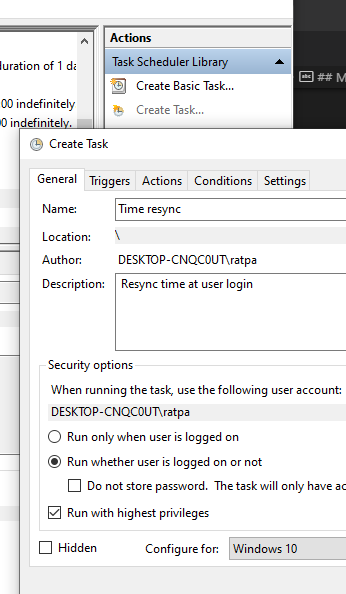 Actions
uration of 1 da
Task Scheduler Library
Create Basic Task...
abc ## M
00 indefinitely
Create Task...
00 indefinitely.
Create Task
General Triggers Actions Conditions Settings
Name: Time resync
Location: \
Author: DESKTOP-CNQC0UT\ratpa
Description: Resync time at user login
Security options
When running the task, use the following user account:
DESKTOP-CNQC0UT\ratpa
Run only when user is logged on
Run whether user is logged on or not
Do not store password. The task will only have ac
Run with highest privileges
Hidden Configure for: Windows 10